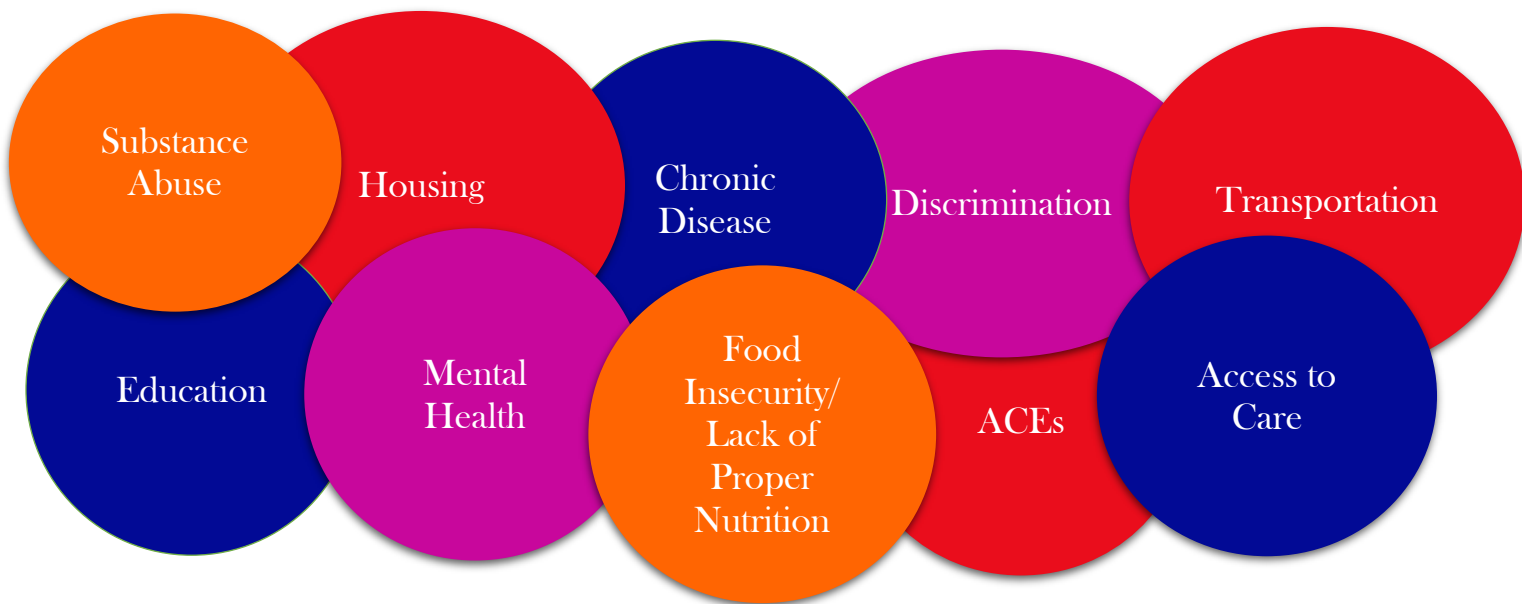 Substance
Abuse
Housing
Chronic
Disease
Discrimination
Transportation
Education
Mental
Health
Food
Insecurity/
Lack of
Proper
Nutrition
ACEs
Access to
Care